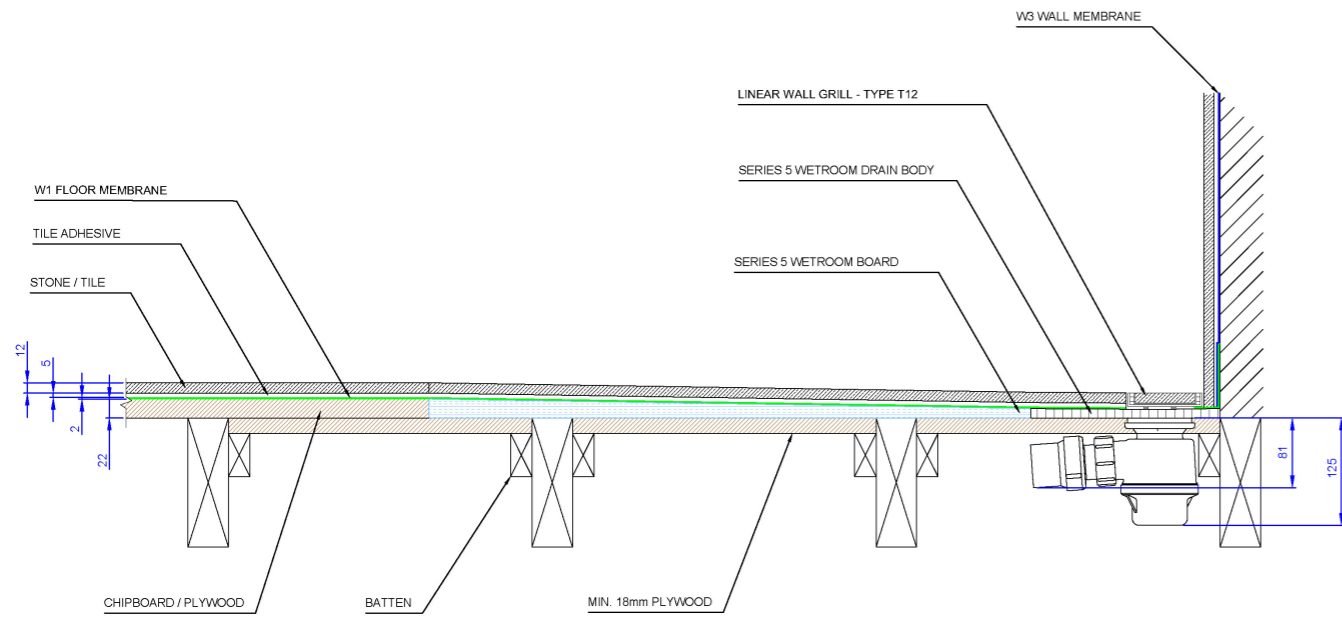 W3 WALL MEMBRANE
LINEAR WALL GRILL - TYPE T12
SERIES 5 WETROOM DRAIN BODY
W1 FLOOR MEMBRANE
TILE ADHESIVE
SERIES 5 WETROOM BOARD
STONE / TILE
12
5
2
22
81
125
CHIPBOARD / PLYWOOD
BATTEN
MIN. 18mm PLYWOOD